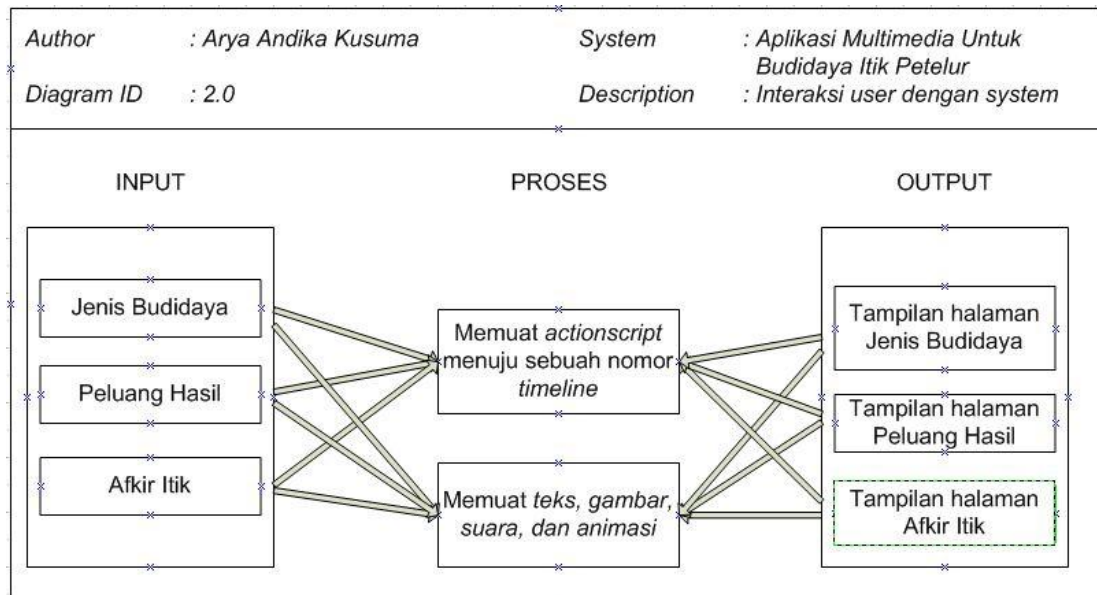 Author : Arya Andika Kusuma
System : Aplikasi Multimedia Untuk
Budidaya Itik Petelur
Diagram ID : 2.0
Description : Interaksi user dengan system
INPUT
PROSES
OUTPUT
Jenis Budidaya
Peluang Hasil
Afkir Itik
Memuat actionscript
menuju sebuah nomor
timeline
Memuat teks, gambar,
suara, dan animasi
Tampilan halaman
Jenis Budidaya
Tampilan halaman
Peluang Hasil
Tampilan halaman
Afkir Itik